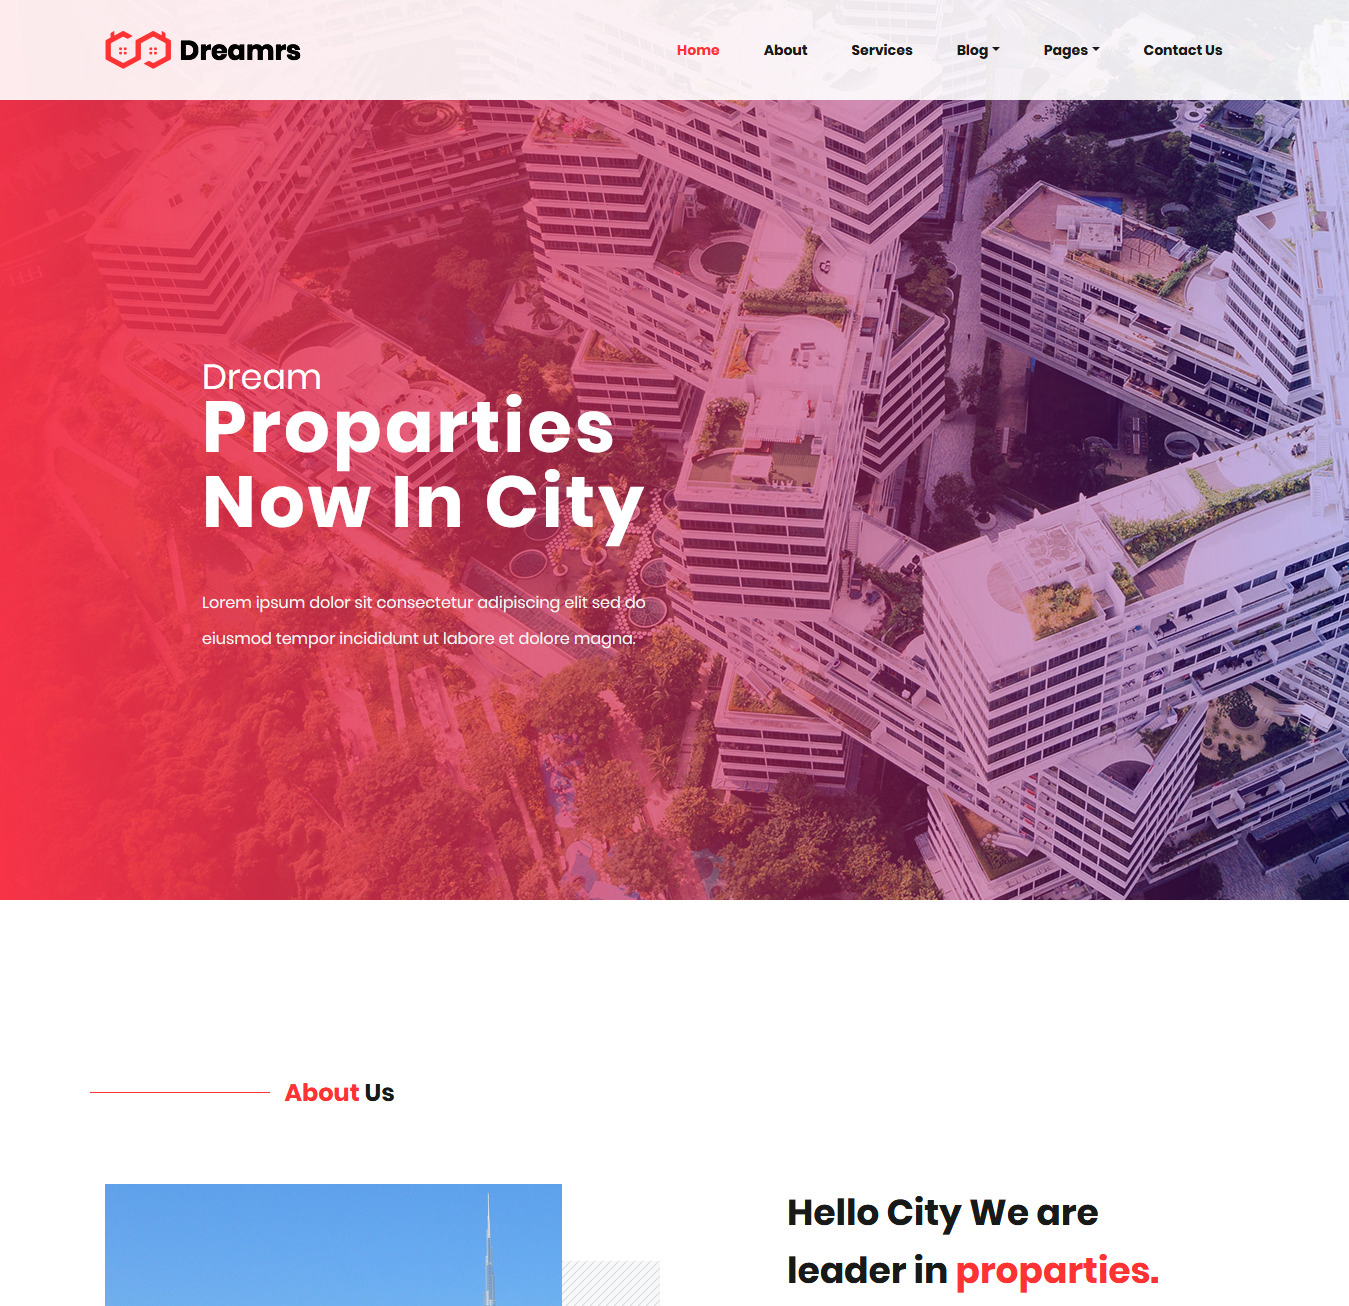 Dreamrs
Home About Services Blog Pages Contact Us
Dream
Proparties
Now In City
Lorem ipsum dolor sit consectetur adipiscing elit sed do
eiusmod tempor incididunt ut labore et dolore magna.
About Us
Hello City We are
leader in proparties.